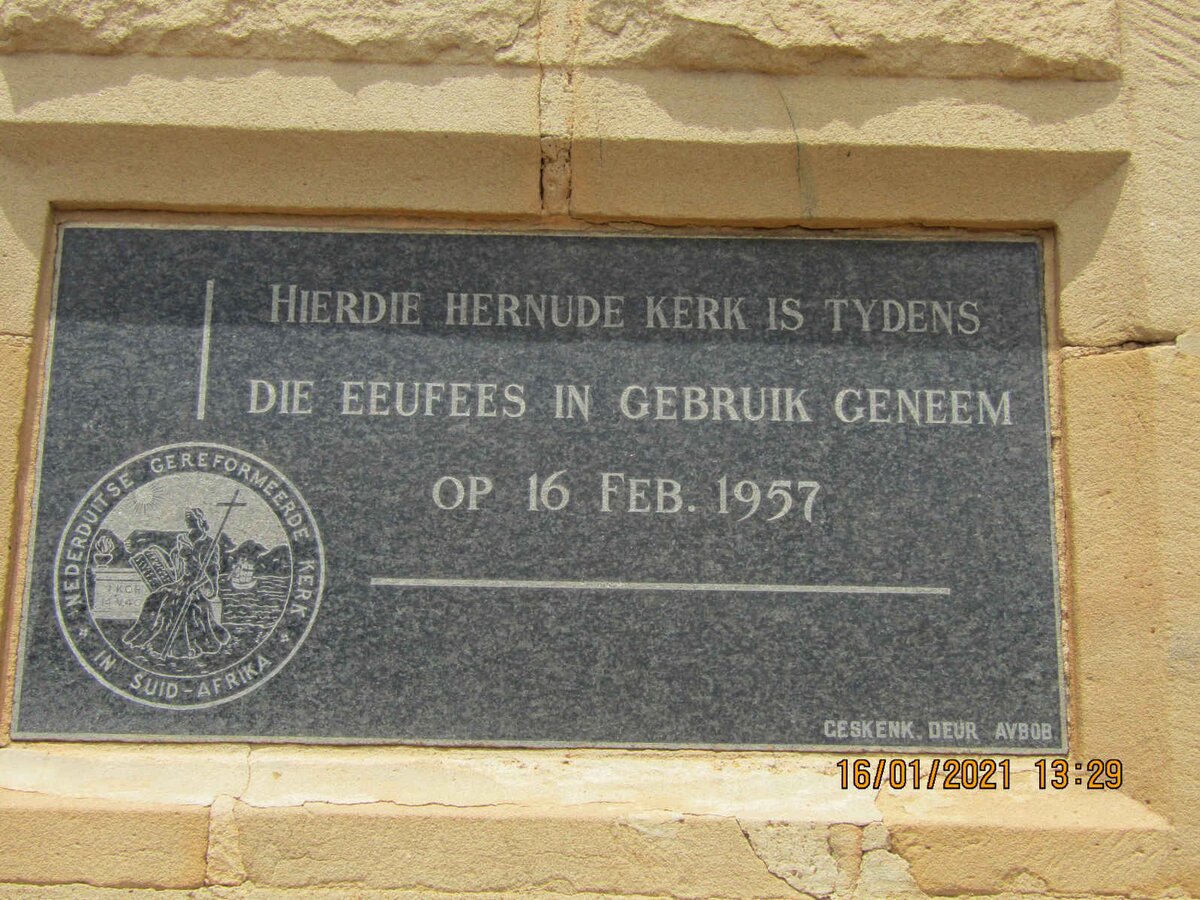 HIERDIE HERNUDE KERK IS TYDENS
DIE EEUFEES IN GEBRUIK GENEEM
OP 16 FEB. 1957
NEDERDUITSE GEREFORMEERDE KERK
IN SUID-AFRIKA
GESKENK. DEUR AVBOB
16/01/2021 13:29